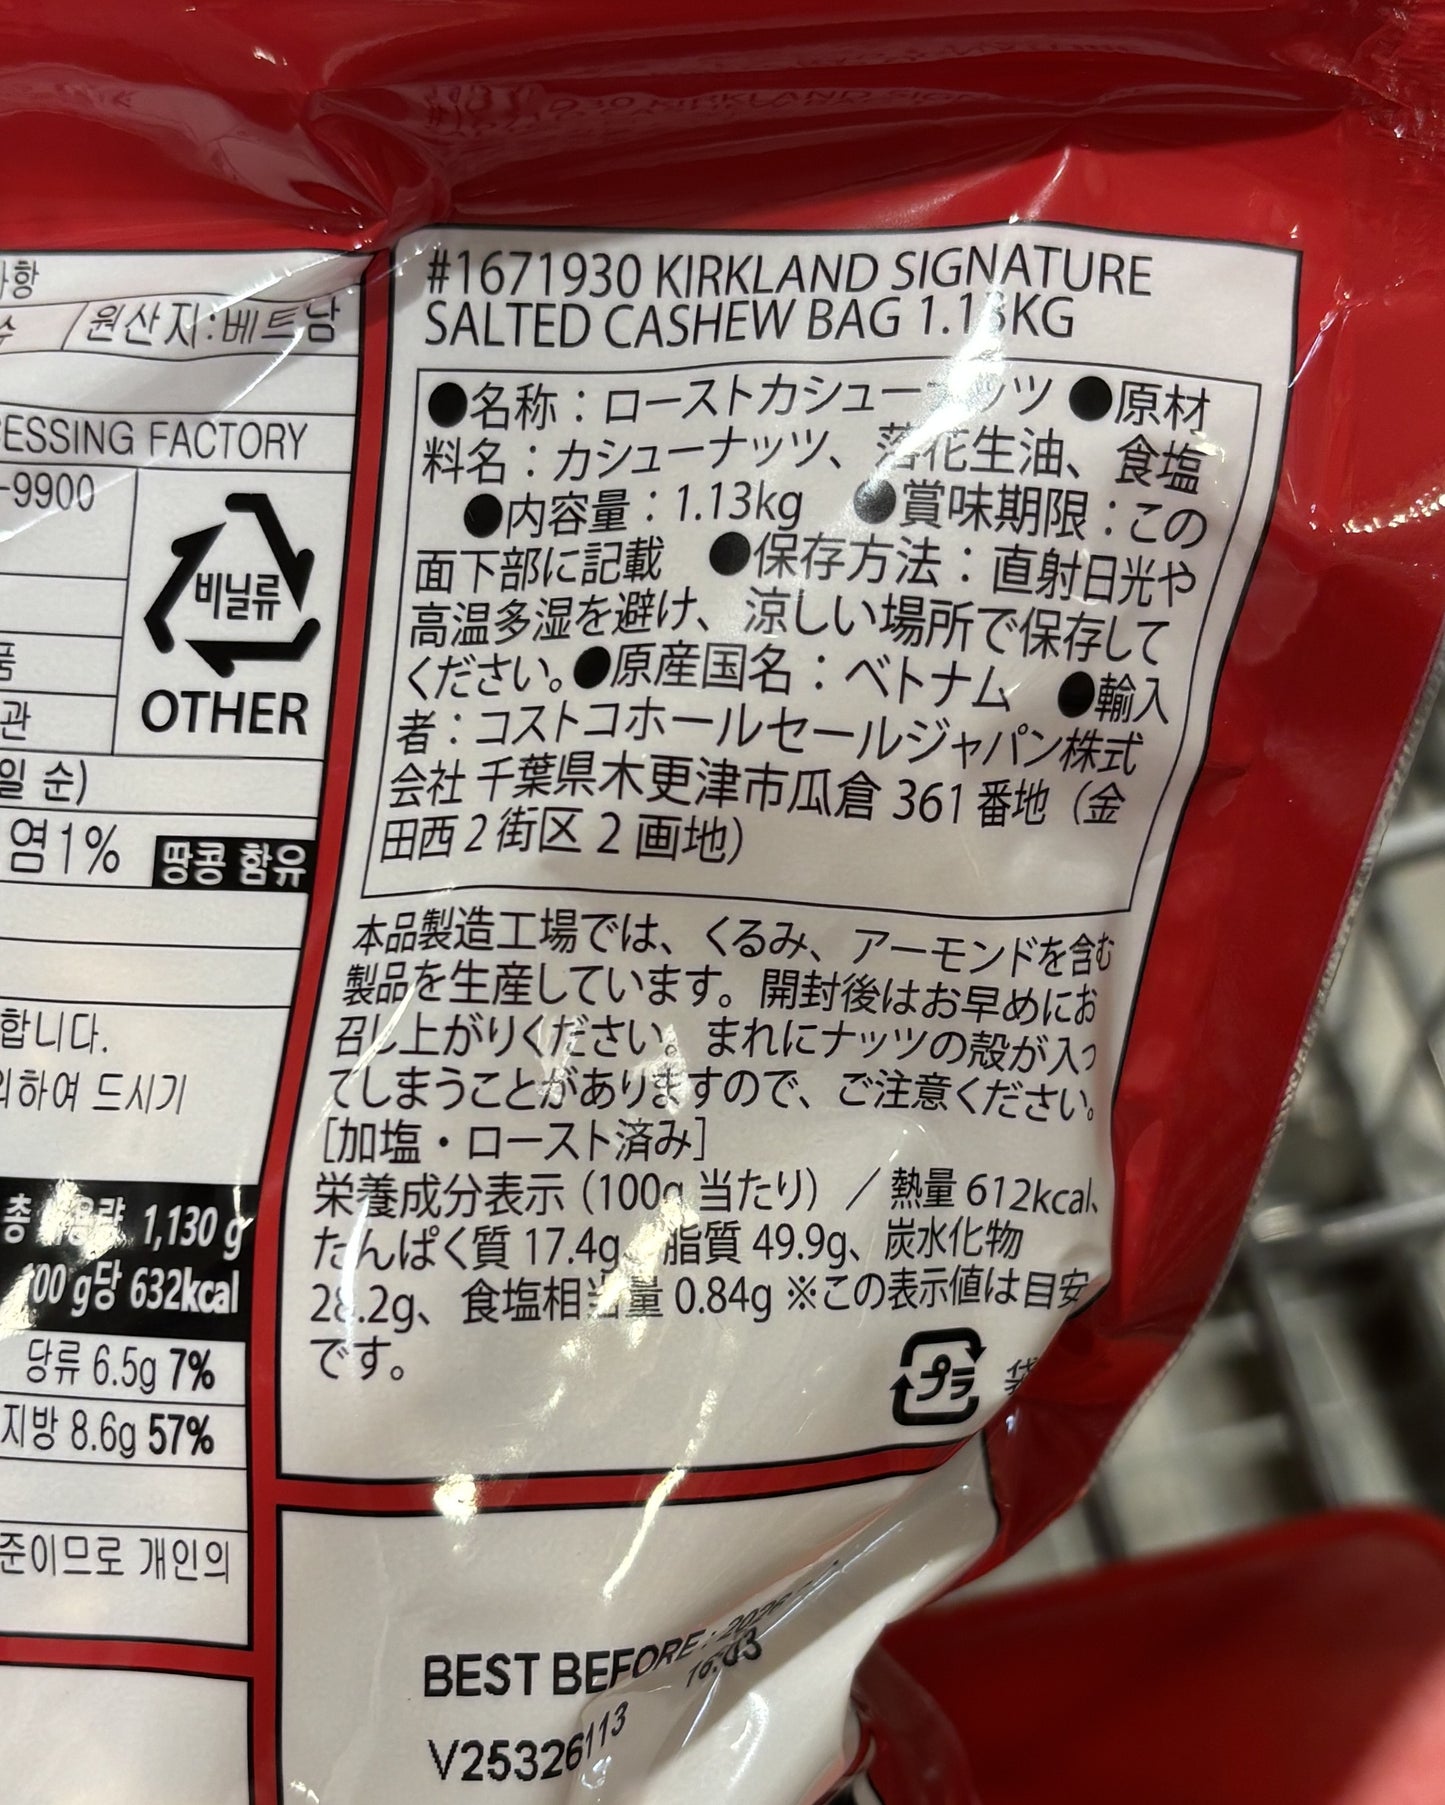 #1671930 KIRKLAND SIGNATURE
SALTED CASHEW BAG 1.13KG
●名称：ローストカシューナッツ ●原材
料名：カシューナッツ、落花生油、食塩
●内容量：1.13kg ●賞味期限：この
面下部に記載 ●保存方法：直射日光や
高温多湿を避け、涼しい場所で保存して
ください。●原産国名：ベトナム ●輸入
者：コストコホールセールジャパン株式
会社 千葉県木更津市瓜倉 361 番地（金
田西 2 街区 2 画地）
本品製造工場では、くるみ、アーモンドを含む
製品を生産しています。開封後はお早めにお
召し上がりください。まれにナッツの殻が入っ
てしまうことがありますので、ご注意ください。
［加塩・ロースト済み］
栄養成分表示（100g 当たり）／熱量 612kcal、
たんぱく質 17.4g、脂質 49.9g、炭水化物
28.2g、食塩相当量 0.84g ※この表示値は目安
です。
プラ
袋
BEST BEFORE:
16:03
V25326113
사항
/원산지:베트남
ESSING FACTORY
-9900
비닐류
OTHER
품
관
일 순)
염1% 땅콩 함유
합니다.
하여 드시기
총 내용량 1,130 g
100 g당 632kcal
당류 6.5g 7%
지방 8.6g 57%
준이므로 개인의